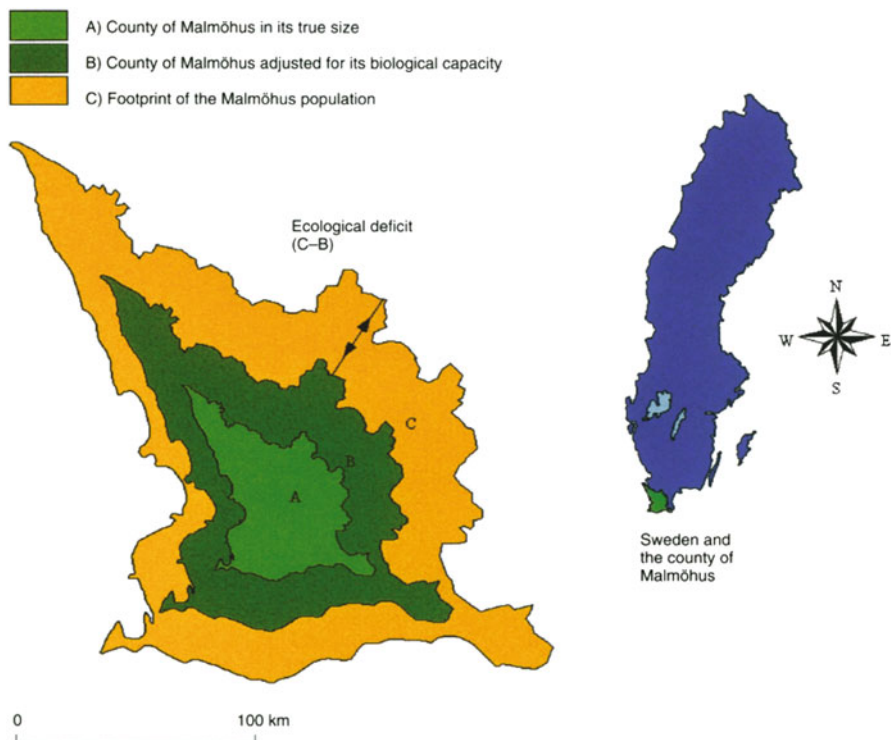 A) County of Malmöhus in its true size
B) County of Malmöhus adjusted for its biological capacity
C) Footprint of the Malmöhus population
Ecological deficit
(C–B)
N
W
E
S
C
B
A
Sweden and
the county of
Malmöhus
0
100 km